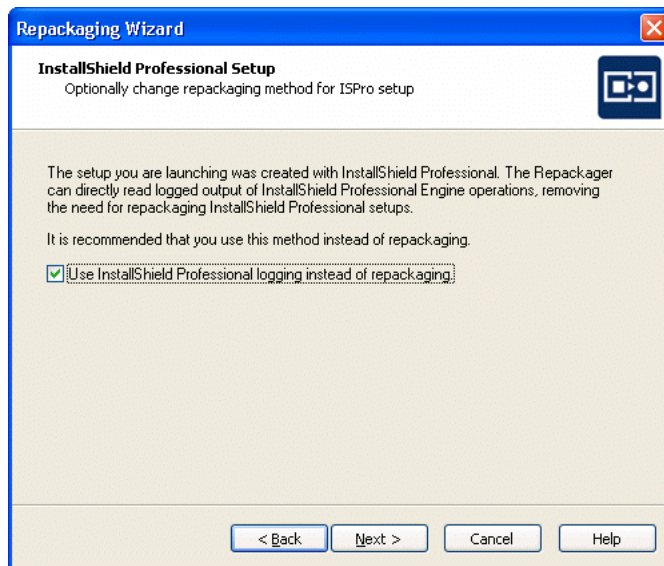 Repackaging Wizard
InstallShield Professional Setup
Optionally change repackaging method for ISPro setup
The setup you are launching was created with InstallShield Professional. The Repackager
can directly read logged output of InstallShield Professional Engine operations, removing
the need for repackaging InstallShield Professional setups.
It is recommended that you use this method instead of repackaging.
Use InstallShield Professional logging instead of repackaging.
< Back Next > Cancel Help